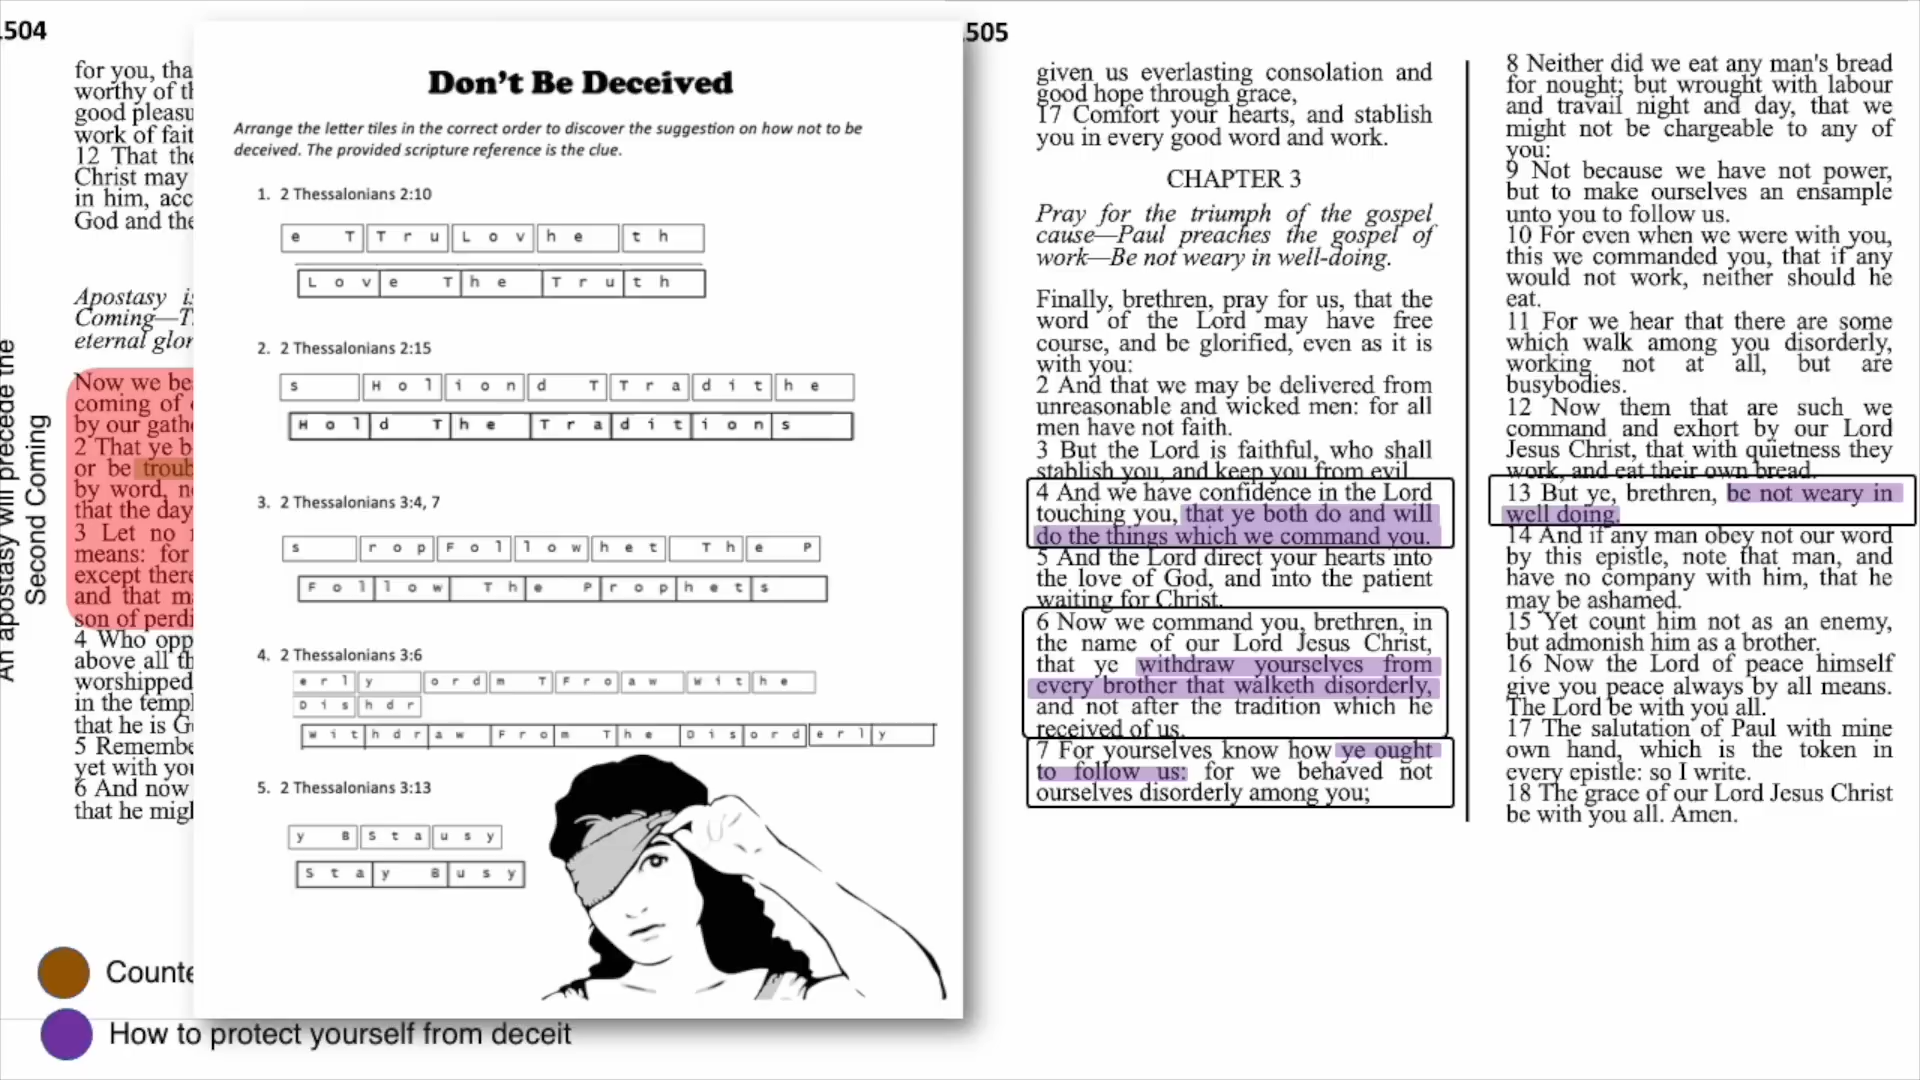 .504
for you, tha
worthy of th
good pleasu
work of fait
12 That the
Christ may
in him, acc
God and the
Apostasy is
Coming—T
eternal glor
An apostasy will precede the
Second Coming
Now we be
coming of
by our gath
2 That ye b
or be troub
by word, n
that the day
3 Let no
means: for
except there
and that m
son of perdi
4 Who opp
above all th
worshipped
in the templ
that he is G
5 Remembe
yet with you
6 And now
that he migh
Counte
How to protect yourself from deceit
Don't Be Deceived
Arrange the letter tiles in the correct order to discover the suggestion on how not to be
deceived. The provided scripture reference is the clue.
1. 2 Thessalonians 2:10
e T T r u L o v h e t h
L o v e T h e T r u t h
2. 2 Thessalonians 2:15
s H o l i o n d T T r a d i t h e
H o l d T h e T r a d i t i o n s
3. 2 Thessalonians 3:4, 7
s r o p F o l l o w h e t T h e P
F o l l o w T h e P r o p h e t s
4. 2 Thessalonians 3:6
e r l y o r d m T F r o a w W i t h e
D i s h d r
W i t h d r a w F r o m T h e D i s o r d e r l y
5. 2 Thessalonians 3:13
y B S t a u s y
S t a y B u s y
.505
given us everlasting consolation and
good hope through grace,
17 Comfort your hearts, and stablish
you in every good word and work.
CHAPTER 3
Pray for the triumph of the gospel
cause—Paul preaches the gospel of
work—Be not weary in well-doing.
Finally, brethren, pray for us, that the
word of the Lord may have free
course, and be glorified, even as it is
with you:
2 And that we may be delivered from
unreasonable and wicked men: for all
men have not faith.
3 But the Lord is faithful, who shall
stablish you, and keep you from evil
4 And we have confidence in the Lord
touching you, that ye both do and will
do the things which we command you.
5 And the Lord direct your hearts into
the love of God, and into the patient
waiting for Christ.
6 Now we command you, brethren, in
the name of our Lord Jesus Christ,
that ye withdraw yourselves from
every brother that walketh disorderly,
and not after the tradition which he
received of us.
7 For yourselves know how ye ought
to follow us: for we behaved not
ourselves disorderly among you;
8 Neither did we eat any man's bread
for nought; but wrought with labour
and travail night and day, that we
might not be chargeable to any of
you:
9 Not because we have not power,
but to make ourselves an ensample
unto you to follow us.
10 For even when we were with you,
this we commanded you, that if any
would not work, neither should he
eat.
11 For we hear that there are some
which walk among you disorderly,
working not at all, but are
busybodies.
12 Now them that are such we
command and exhort by our Lord
Jesus Christ, that with quietness they
work, and eat their own bread.
13 But ye, brethren, be not weary in
well doing.
14 And if any man obey not our word
by this epistle, note that man, and
have no company with him, that he
may be ashamed.
15 Yet count him not as an enemy,
but admonish him as a brother.
16 Now the Lord of peace himself
give you peace always by all means.
The Lord be with you all.
17 The salutation of Paul with mine
own hand, which is the token in
every epistle: so I write.
18 The grace of our Lord Jesus Christ
be with you all. Amen.